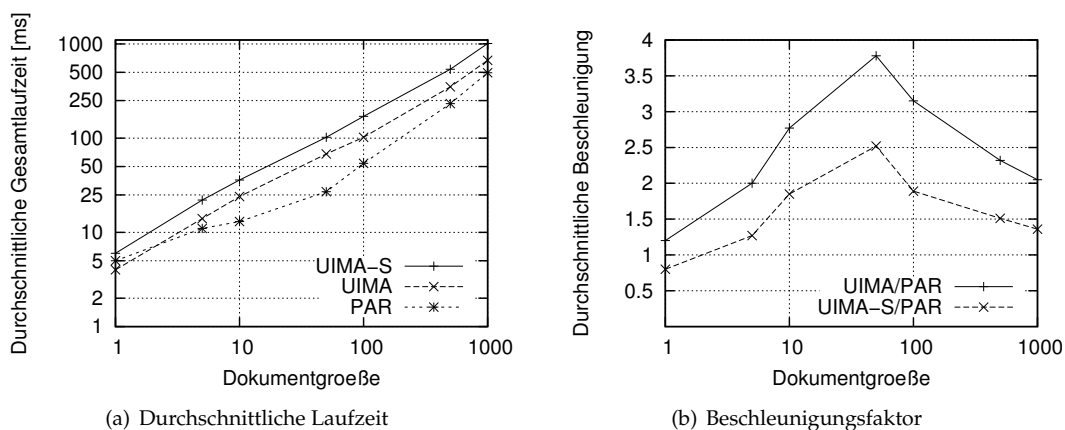 Durchschnittliche Gesamtlaufzeit [ms]
1000
500
250
100
50
25
10
5
2
1
UIMA-S
UIMA
PAR
1
10
100
1000
Dokumentgroeße
(a) Durchschnittliche Laufzeit
Durchschnittliche Beschleunigung
4
3.5
3
2.5
2
1.5
1
0.5
UIMA/PAR
UIMA-S/PAR
1
10
100
1000
Dokumentgroeße
(b) Beschleunigungsfaktor